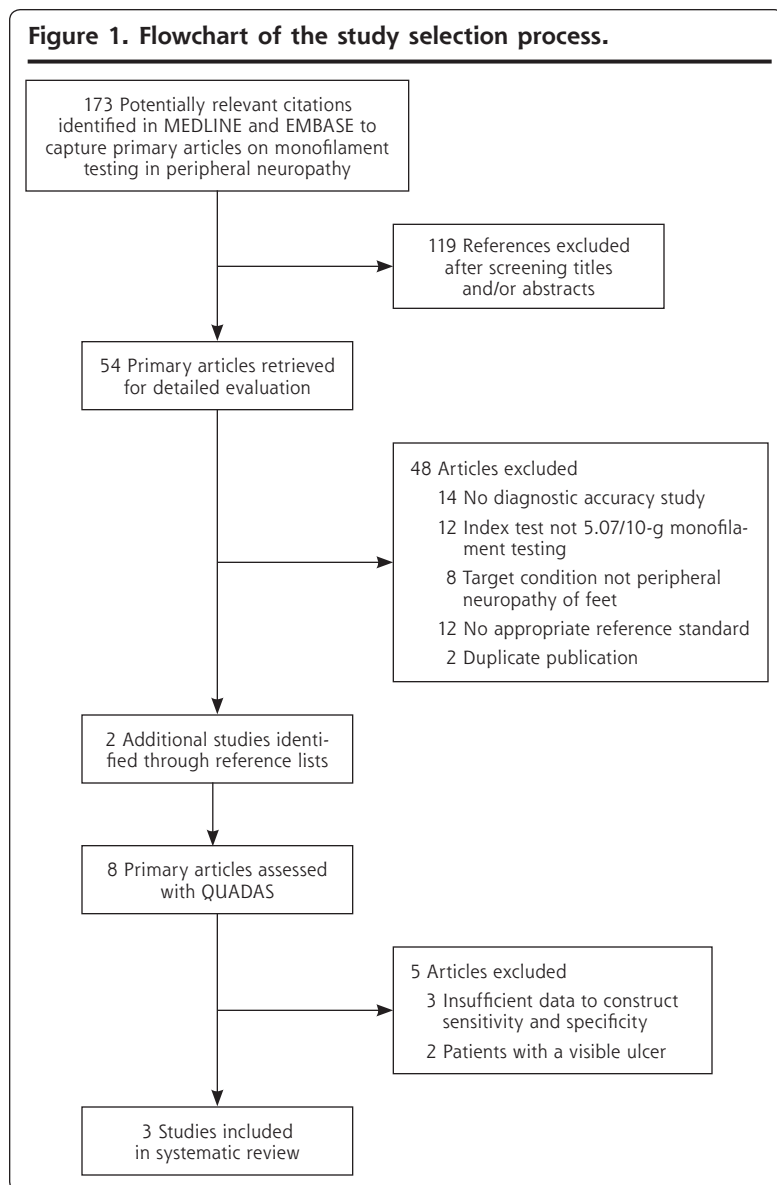 Figure 1. Flowchart of the study selection process.
173 Potentially relevant citations
identified in MEDLINE and EMBASE to
capture primary articles on monofilament
testing in peripheral neuropathy
119 References excluded
after screening titles
and/or abstracts
54 Primary articles retrieved
for detailed evaluation
48 Articles excluded
14 No diagnostic accuracy study
12 Index test not 5.07/10-g monofila-
ment testing
8 Target condition not peripheral
neuropathy of feet
12 No appropriate reference standard
2 Duplicate publication
2 Additional studies identi-
fied through reference lists
8 Primary articles assessed
with QUADAS
5 Articles excluded
3 Insufficient data to construct
sensitivity and specificity
2 Patients with a visible ulcer
3 Studies included
in systematic review